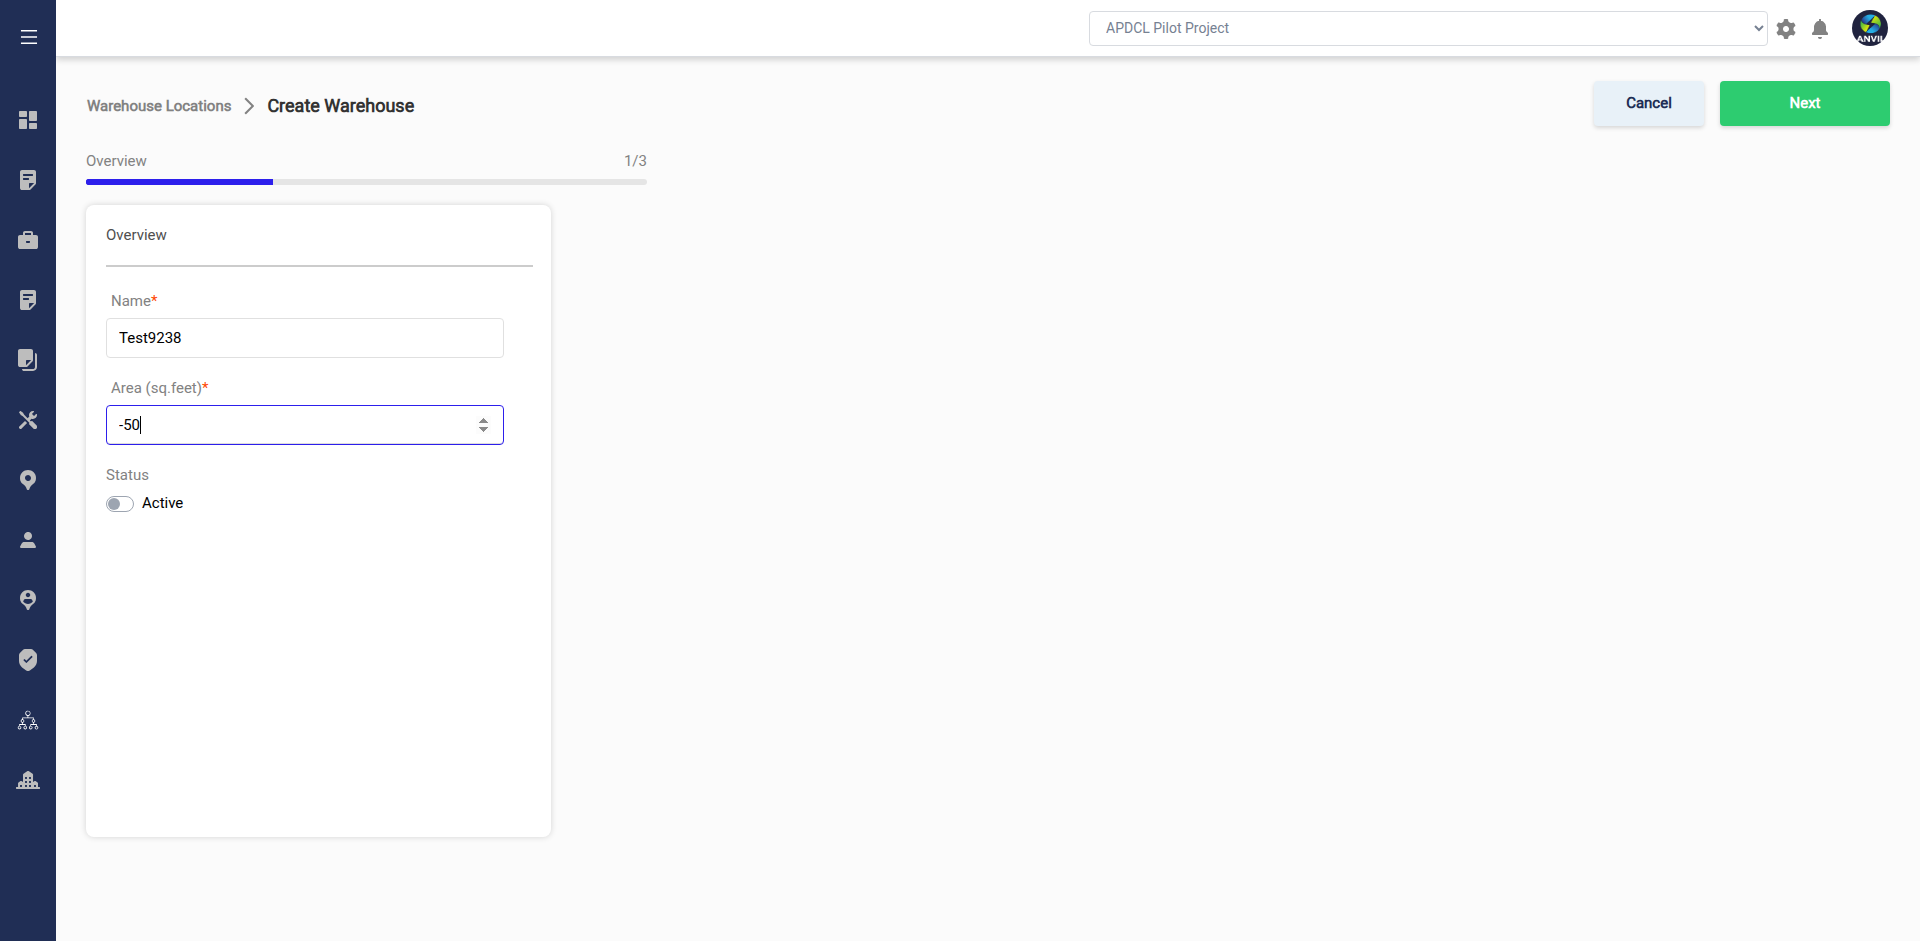 APDCL Pilot Project
ANVIL
Warehouse Locations
Create Warehouse
Cancel
Next
Overview
1/3
Overview
Name*
Test9238
Area (sq.feet)*
-50
Status
Active